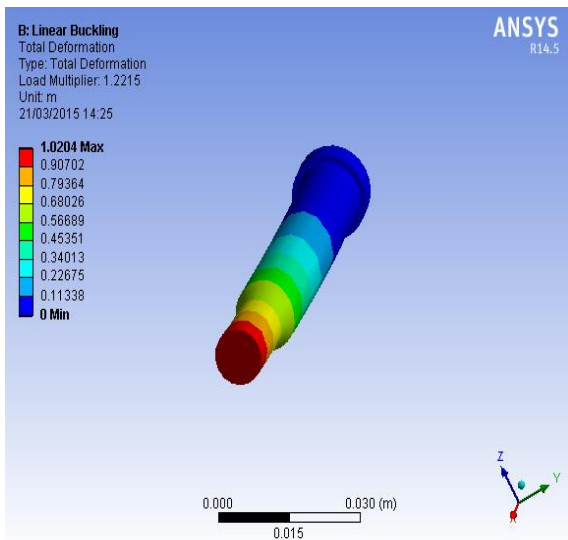 B: Linear Buckling
Total Deformation
Type: Total Deformation
Load Multiplier: 1.2215
Unit: m
21/03/2015 14:25
ANSYS
R14.5
1.0204 Max
0.90702
0.79364
0.68026
0.56689
0.45351
0.34013
0.22675
0.11338
0 Min
Z
Y
X
0.000 0.030 (m)
0.015